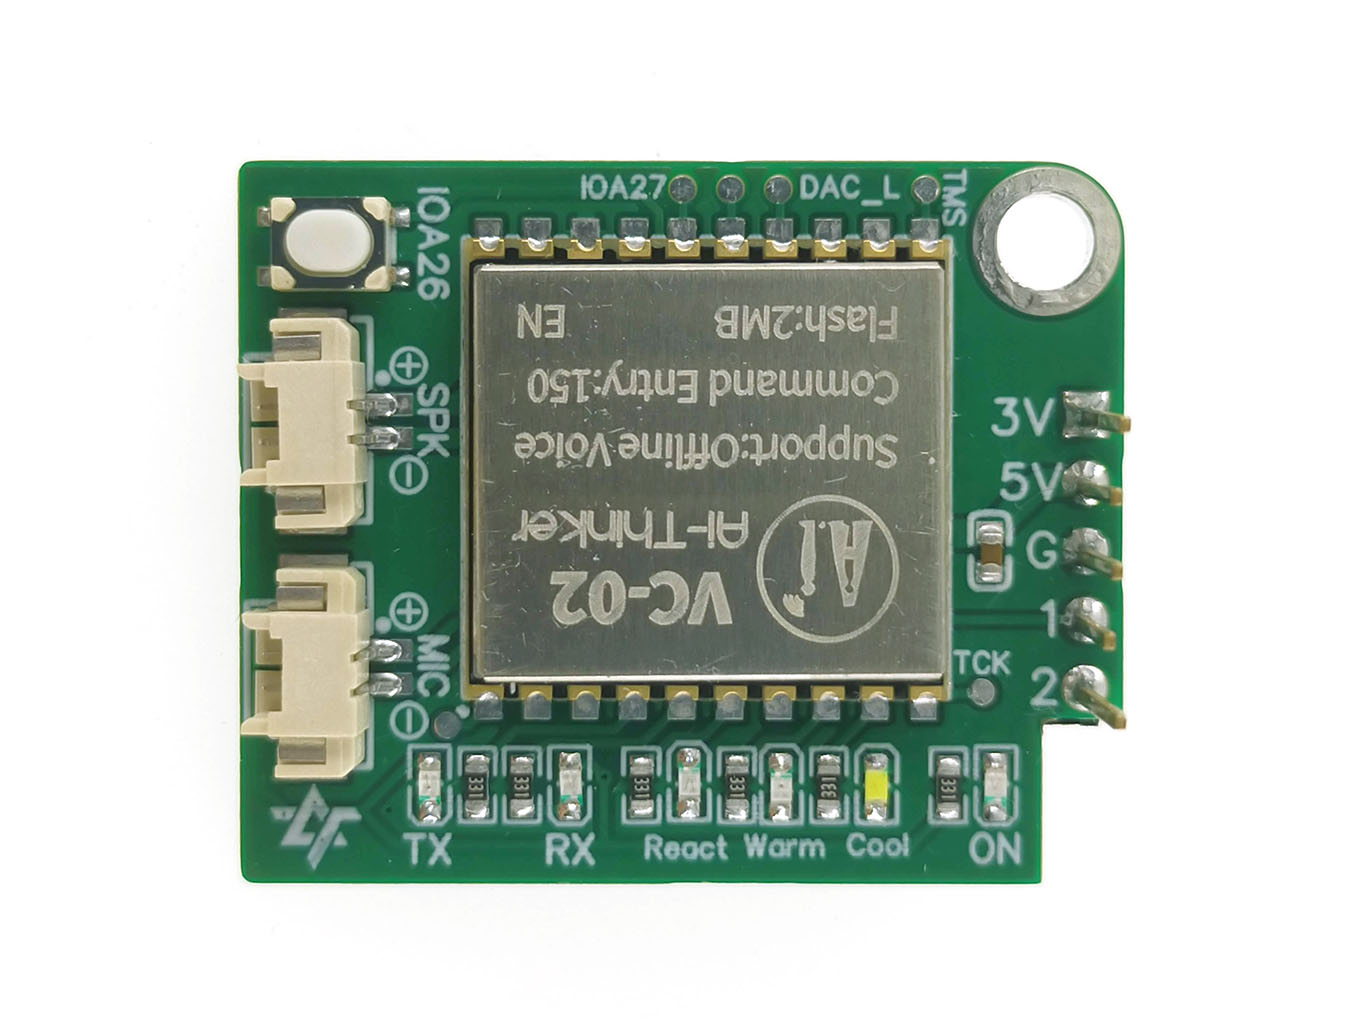 IOA27
DAC_L
TMS
IOA26
SPK
MIC
VC-02
Ai-Thinker
A.I
Support:Offline Voice
Command Entry:150
Flash:2MB
EN
3V
5V
G
1
2
TCK
331
331
331
331
331
331
TX
RX
React
Warm
Cool
ON